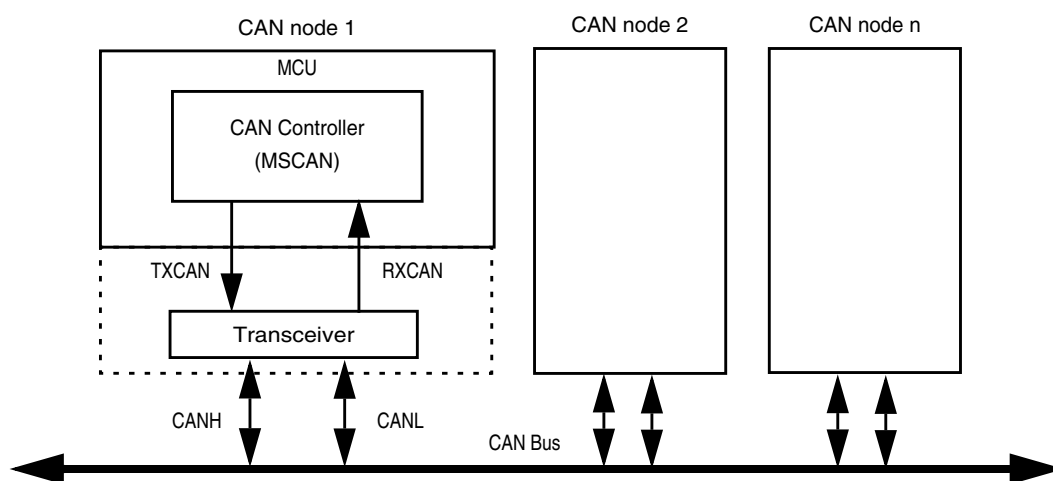 CAN node 1
CAN node 2
CAN node n
MCU
CAN Controller
(MSCAN)
TXCAN
RXCAN
Transceiver
CANH
CANL
CAN Bus